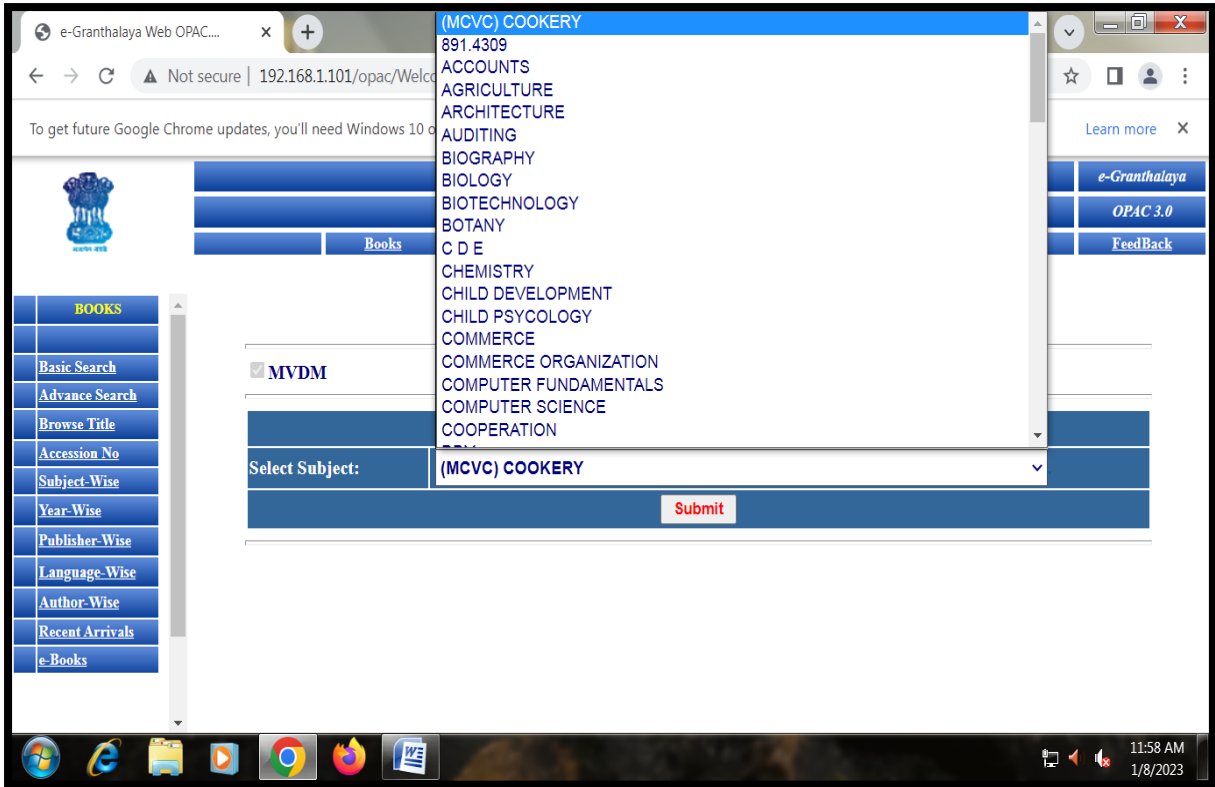 e-Granthalaya Web OPAC....
Not secure | 192.168.1.101/opac/Welco
To get future Google Chrome updates, you'll need Windows 10 o
Learn more
e-Granthalaya
OPAC 3.0
Books
FeedBack
(MCVC) COOKERY
891.4309
ACCOUNTS
AGRICULTURE
ARCHITECTURE
AUDITING
BIOGRAPHY
BIOLOGY
BIOTECHNOLOGY
BOTANY
C D E
CHEMISTRY
CHILD DEVELOPMENT
CHILD PSYCOLOGY
COMMERCE
COMMERCE ORGANIZATION
COMPUTER FUNDAMENTALS
COMPUTER SCIENCE
COOPERATION
BOOKS
Basic Search
Advance Search
Browse Title
Accession No
Subject-Wise
Year-Wise
Publisher-Wise
Language-Wise
Author-Wise
Recent Arrivals
e-Books
MVDM
Select Subject:
(MCVC) COOKERY
Submit
11:58 AM
1/8/2023